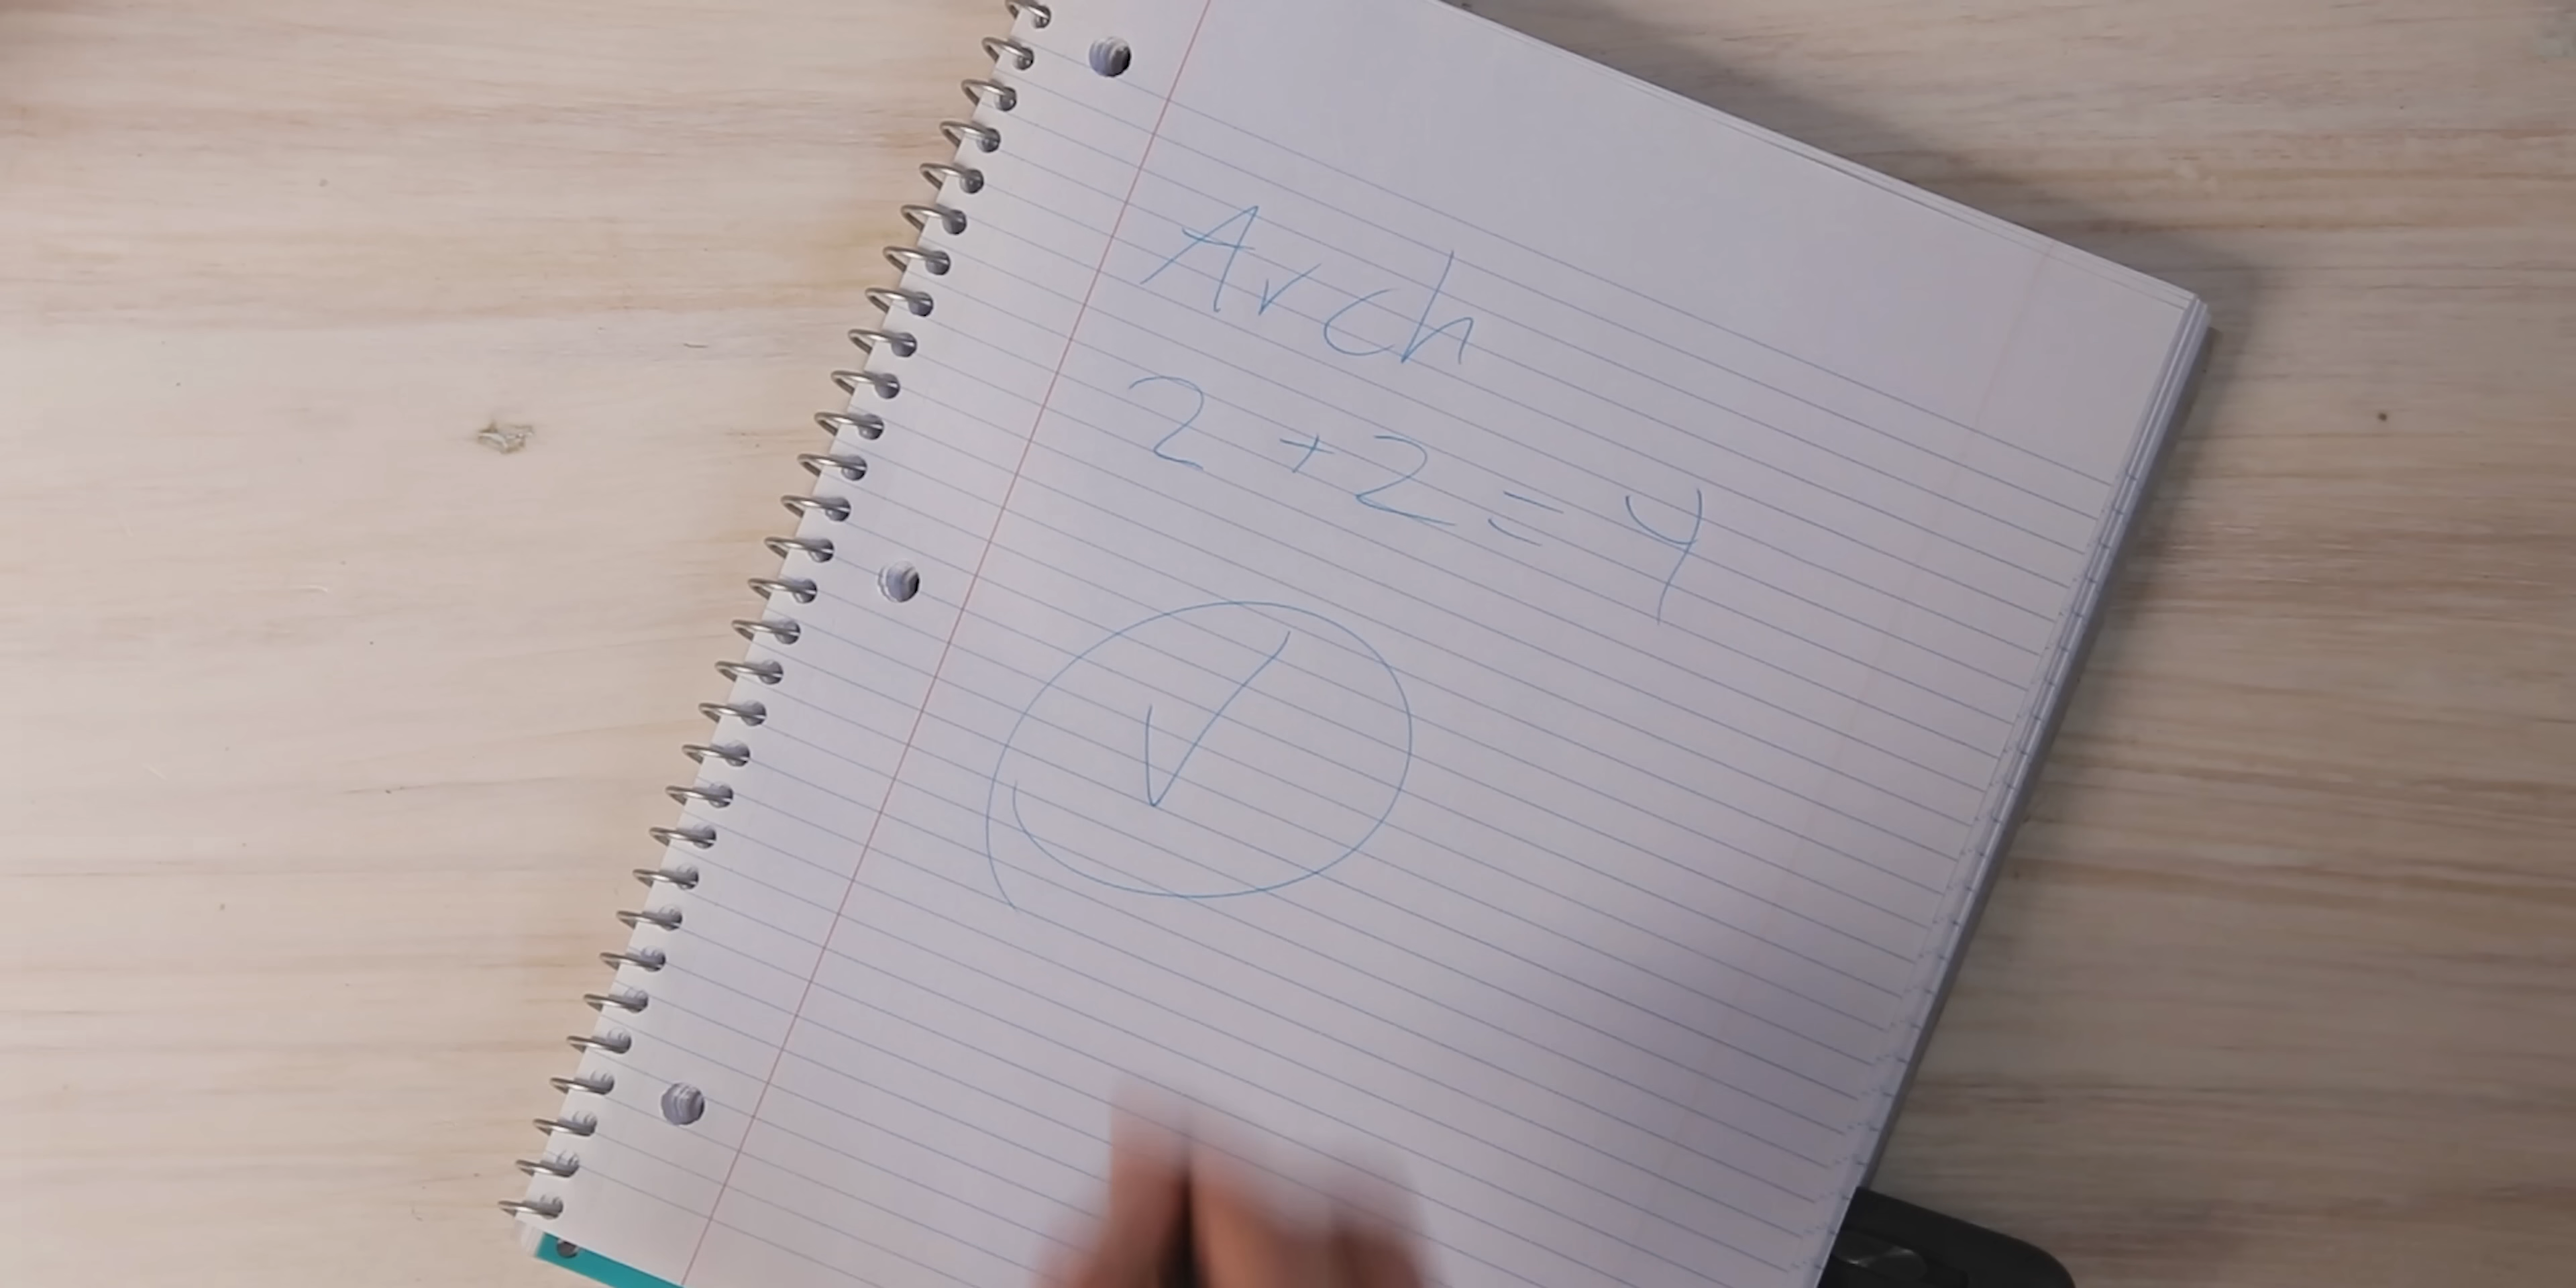 Arch
2 + 2 = 4
✓